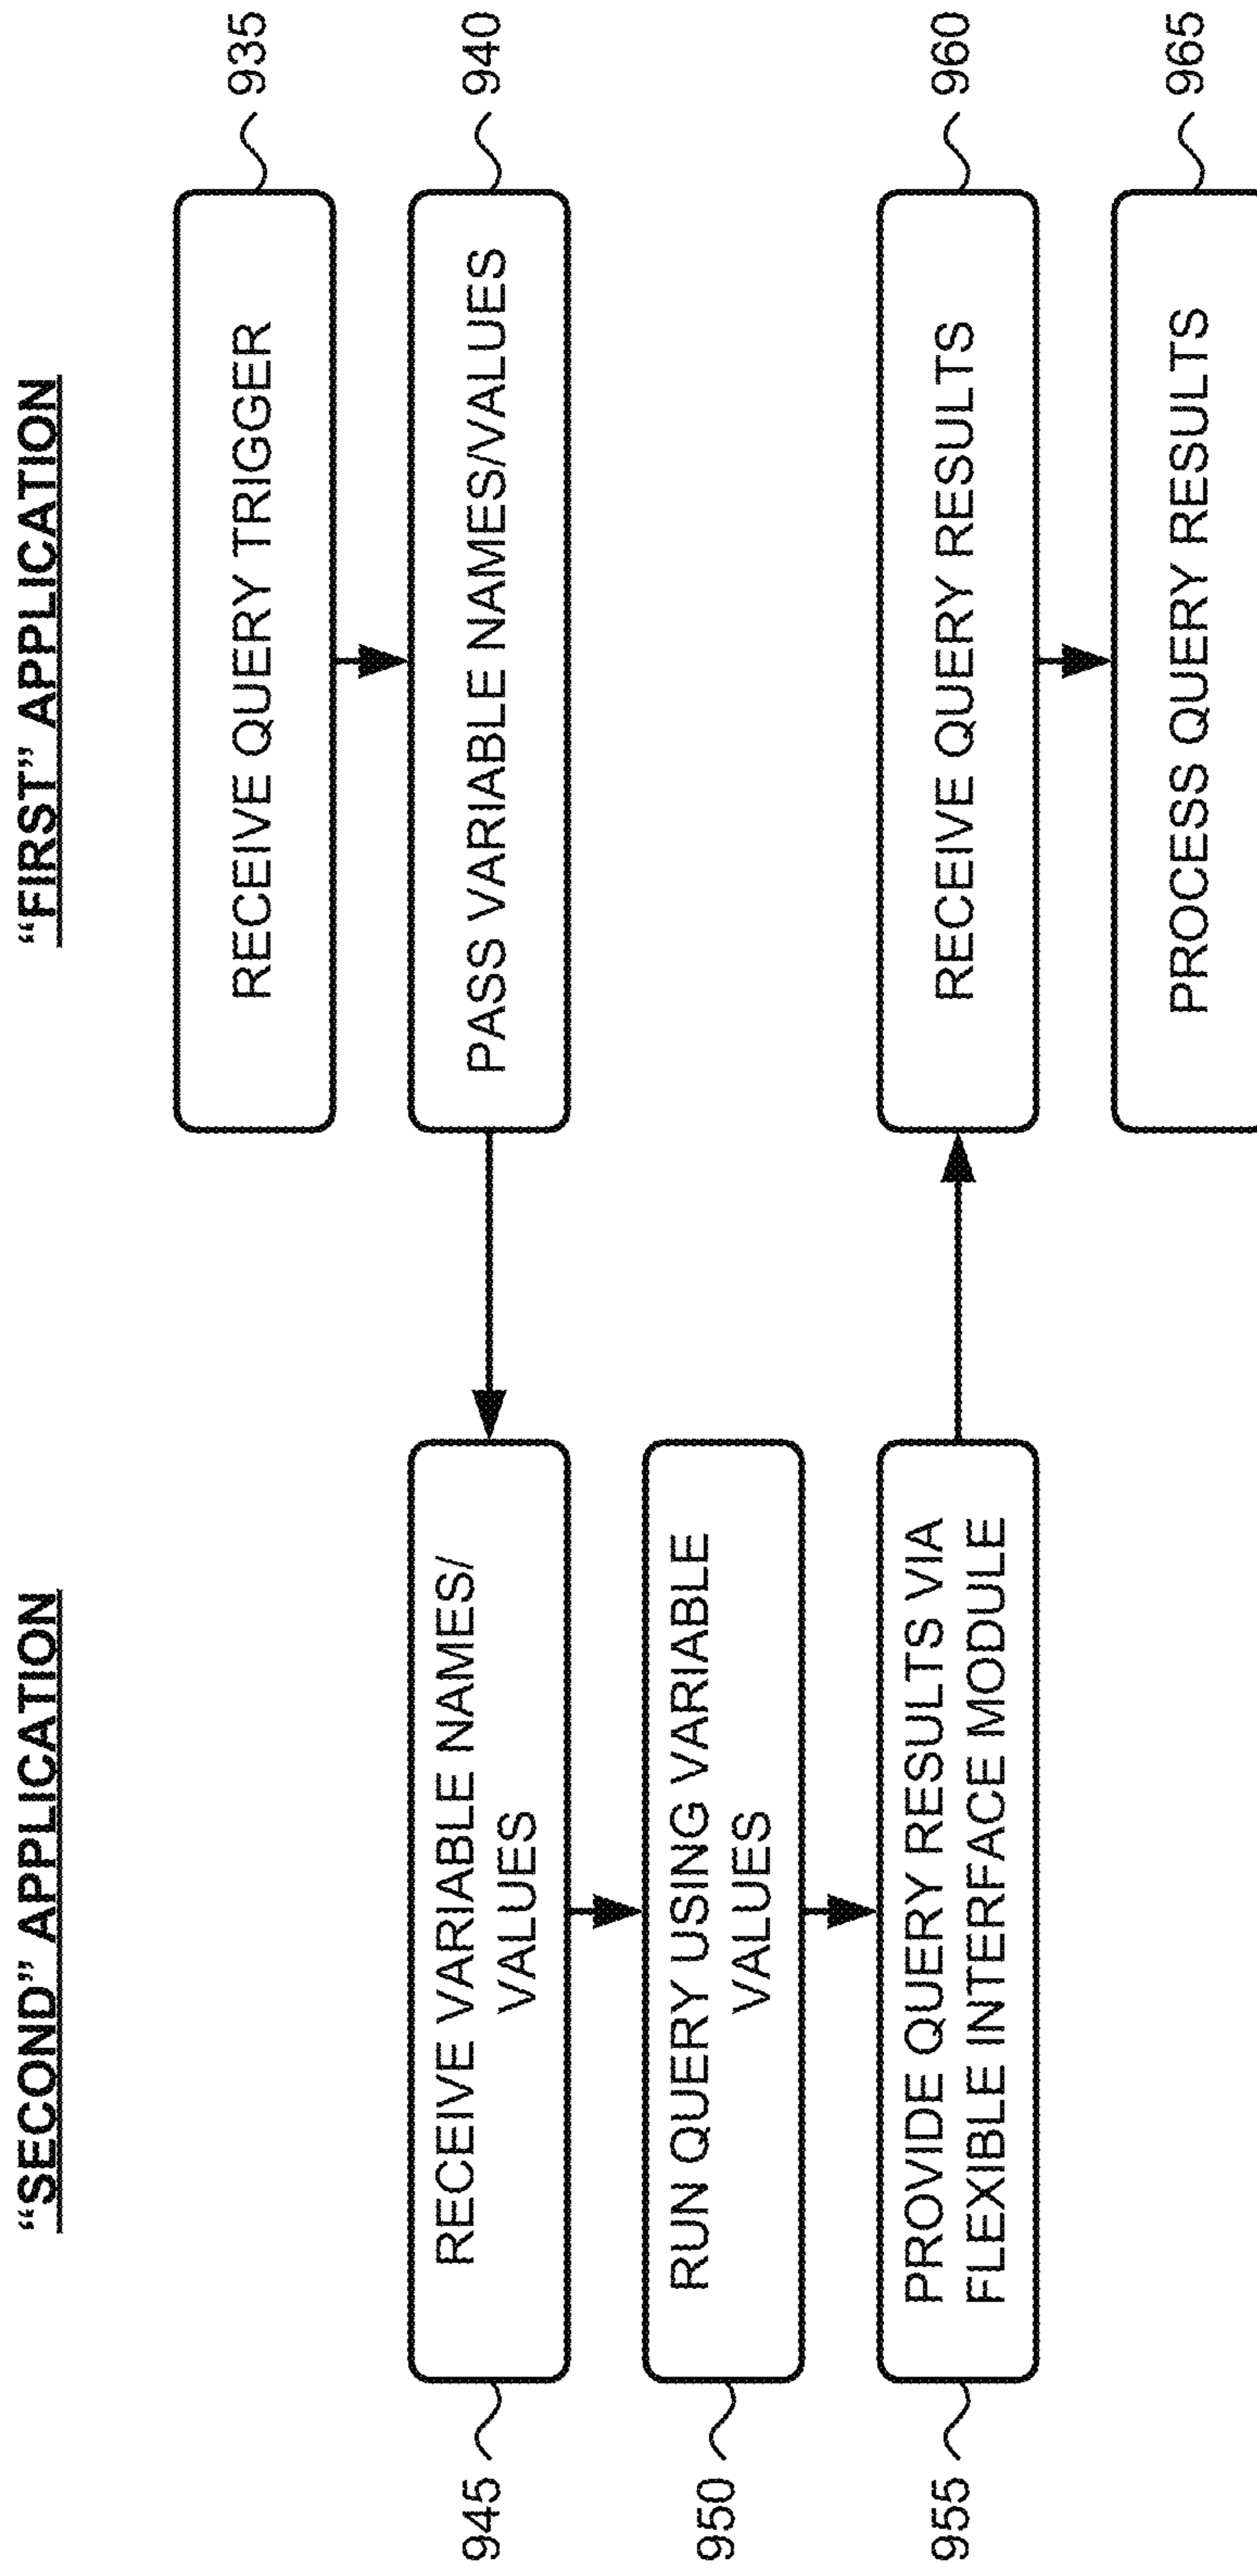 “SECOND” APPLICATION
“FIRST” APPLICATION
RECEIVE QUERY TRIGGER
935
945
RECEIVE VARIABLE NAMES/
VALUES
PASS VARIABLE NAMES/VALUES
940
950
RUN QUERY USING VARIABLE
VALUES
955
PROVIDE QUERY RESULTS VIA
FLEXIBLE INTERFACE MODULE
RECEIVE QUERY RESULTS
960
PROCESS QUERY RESULTS
965